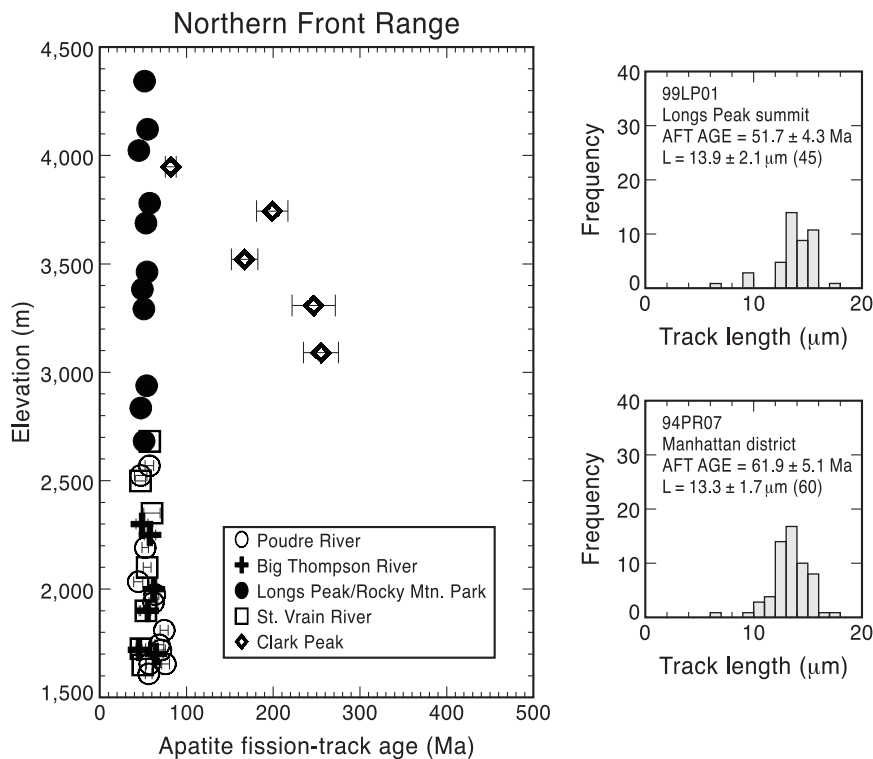 Northern Front Range
4,500
4,000
3,500
3,000
2,500
2,000
1,500
Elevation (m)
0 100 200 300 400 500
Apatite fission-track age (Ma)
Poudre River
Big Thompson River
Longs Peak/Rocky Mtn. Park
St. Vrain River
Clark Peak
40
30
20
10
0
Frequency
99LP01
Longs Peak summit
AFT AGE = 51.7 ± 4.3 Ma
L = 13.9 ± 2.1 μm (45)
0 10 20
Track length (μm)
40
30
20
10
0
Frequency
94PR07
Manhattan district
AFT AGE = 61.9 ± 5.1 Ma
L = 13.3 ± 1.7 μm (60)
0 10 20
Track length (μm)